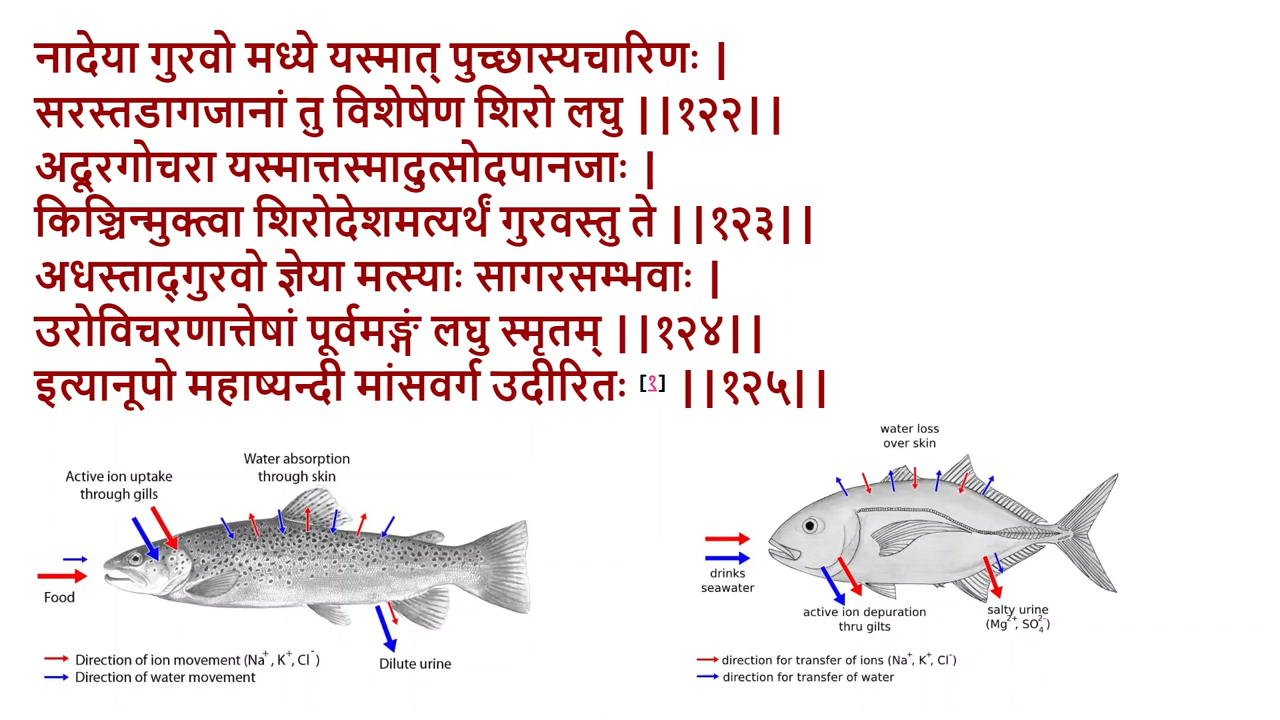 नादेया गुरवो मध्ये यस्मात् पुच्छास्यचारिणः |
सरस्तडागजानां तु विशेषेण शिरो लघु ||१२२||
अदूरगोचरा यस्मात्तस्मादुत्सोदपानजाः |
किञ्चिन्मुक्त्वा शिरोदेशमत्यर्थं गुरवस्तु ते ||१२३||
अधस्ताद्गुरवो ज्ञेया मत्स्याः सागरसम्भवाः |
उरोविचरणात्तेषां पूर्वमङ्गं लघु स्मृतम् ||१२४||
इत्यानूपो महाष्यन्दी मांसवर्ग उदीरितः [१] ||१२५||
Active ion uptake
through gills
Water absorption
through skin
Food
Dilute urine
Direction of ion movement (Na⁺, K⁺, Cl⁻)
Direction of water movement
water loss
over skin
drinks
seawater
active ion depuration
thru gilts
salty urine
(Mg²⁺, SO₄²⁻)
direction for transfer of ions (Na⁺, K⁺, Cl⁻)
direction for transfer of water